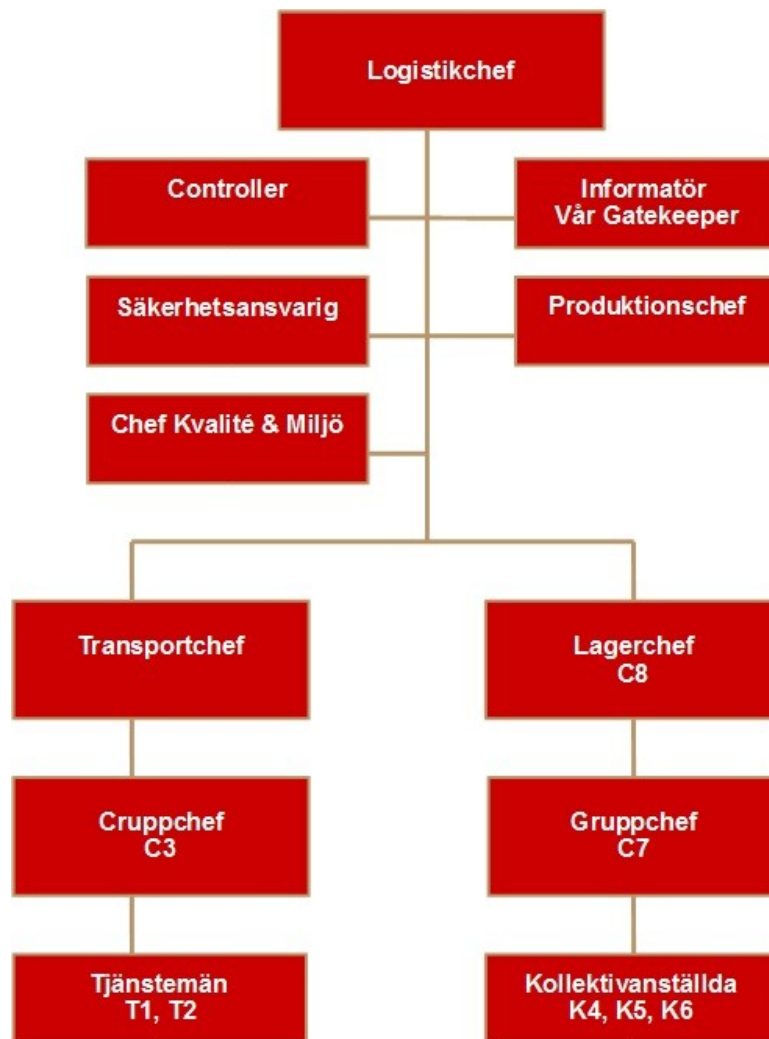 Logistikchef
Controller
Informatör
Vår Gatekeeper
Säkerhetsansvarig
Produktionschef
Chef Kvalité & Miljö
Transportchef
Lagerchef
C8
Cruppchef
C3
Gruppchef
C7
Tjänstemän
T1, T2
Kollektivanställda
K4, K5, K6